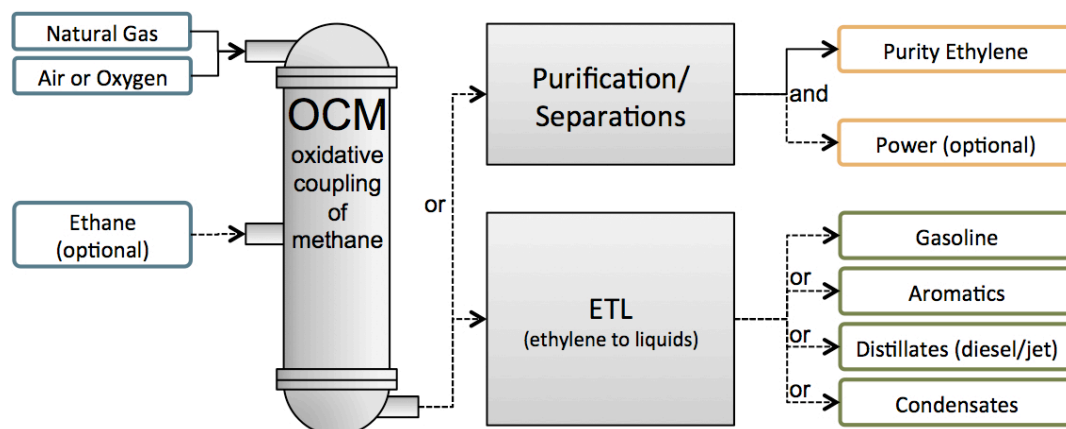 Natural Gas
Air or Oxygen
Ethane
(optional)
OCM
oxidative
coupling
of
methane
or
Purification/
Separations
ETL
(ethylene to liquids)
and
Purity Ethylene
Power (optional)
or
or
or
Gasoline
Aromatics
Distillates (diesel/jet)
Condensates